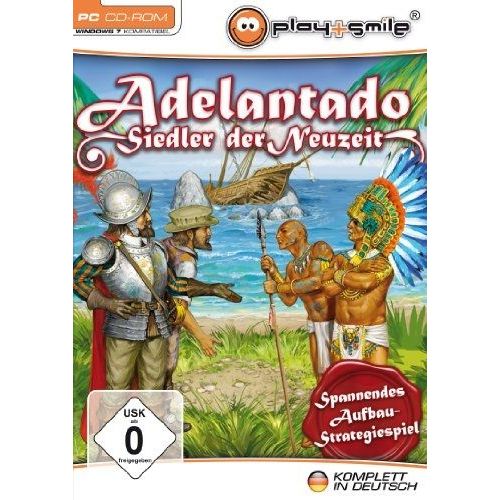 PC CD-ROM
WINDOWS 7 KOMPATIBEL
play+smile®
Adelantado
Siedler der Neuzeit
Spannendes
Aufbau-
Strategiespiel
USK
ab
0
freigegeben
KOMPLETT
IN DEUTSCH